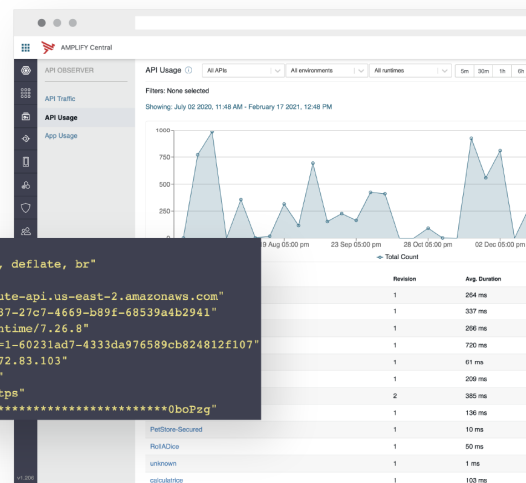 AMPLIFY Central
API OBSERVER
API Traffic
API Usage
App Usage
API Usage
All APIs
All environments
All runtimes
5m 30m 1h 6h
Filters: None selected
Showing: July 02 2020, 11:48 AM - February 17 2021, 12:48 PM
1000
750
500
250
19 Aug 05:00 pm 23 Sep 05:00 pm 28 Oct 05:00 pm 02 Dec 05:00 pm
Total Count
Revision Avg. Duration
1 264 ms
1 337 ms
1 266 ms
1 720 ms
1 61 ms
1 209 ms
2 385 ms
1 136 ms
PetStore-Secured 1 10 ms
RollADice 1 50 ms
unknown 1 1 ms
calculatrice 1 103 ms
, deflate, br"
ute-api.us-east-2.amazonaws.com"
37-27c7-4669-b89f-68539a4b2941"
ntime/7.26.8"
=1-60231ad7-4333da976589cb824812f107"
72.83.103"
"
tps"
*************************0boPzg"